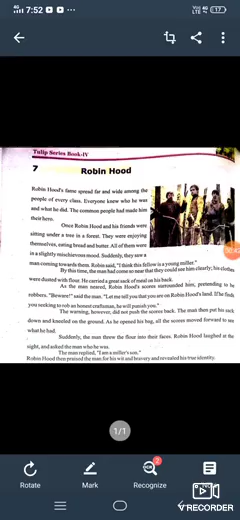 4G 7:52
Vo) 4G
LTE 17
Tulip Series Book-IV
7 Robin Hood
Robin Hood's fame spread far and wide among the
people of every class. Everyone knew who he was
and what he did. The common people had made him
their hero.
Once Robin Hood and his friends were
sitting under a tree in a forest. They were enjoying
themselves, eating bread and butter. All of them were
in a slightly mischievous mood. Suddenly, they saw a
man coming towards them. Robin said, "I think this fellow is a young miller."
By this time, the man had come so near that they could see him clearly; his clothes
were dusted with flour. He carried a great sack of meal on his back.
As the man neared, Robin Hood's scores surrounded him, pretending to be
robbers. "Beware!" said the man. "Let me tell you that you are on Robin Hood's land. If he finds
you seeking to rob an honest craftsman, he will punish you."
The warning, however, did not push the scores back. The man then put his sack
down and kneeled on the ground. As he opened his bag, all the scores moved forward to see
what he had.
Suddenly, the man threw the flour into their faces. Robin Hood laughed at the
sight, and asked the man who he was.
The man replied, "I am a miller's son."
Robin Hood then praised the man for his wit and bravery and revealed his true identity.
00:42
1/1
2
Rotate
Mark
Recognize
V RECORDER